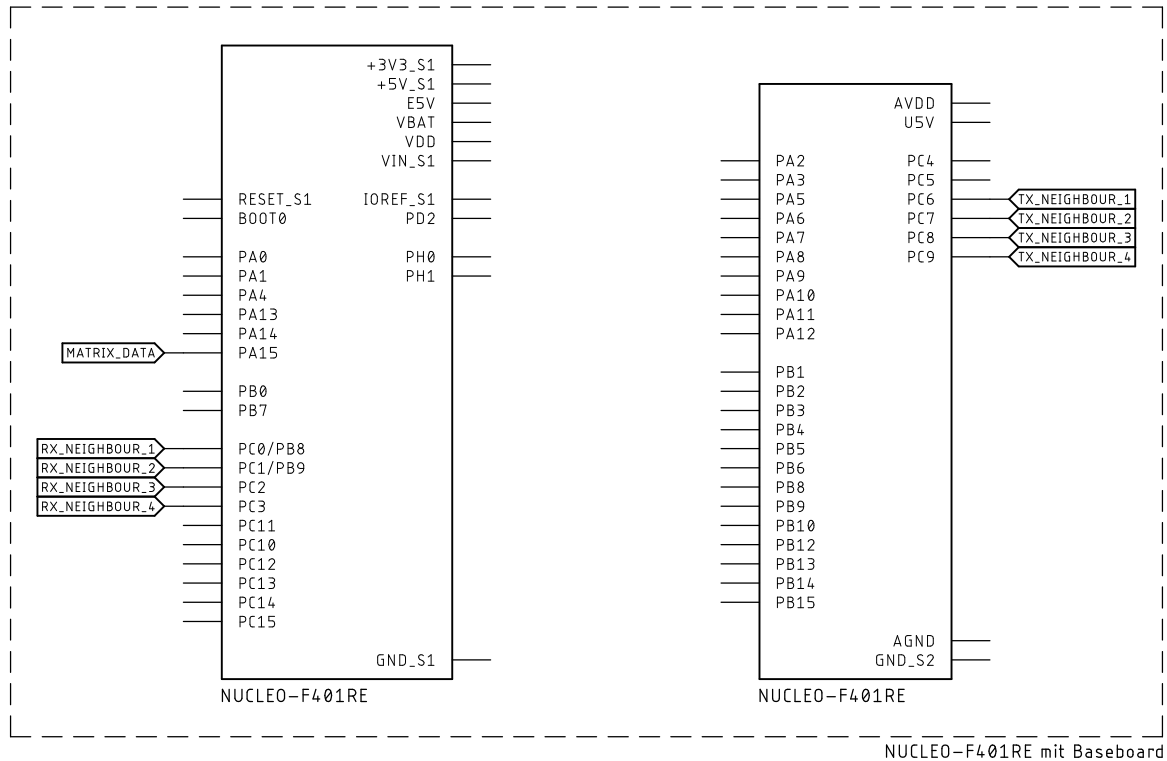 +3V3_S1
+5V_S1
E5V
VBAT
VDD
VIN_S1
RESET_S1 IOREF_S1
BOOT0 PD2
PA0 PH0
PA1 PH1
PA4
PA13
PA14
MATRIX_DATA PA15
PB0
PB7
RX_NEIGHBOUR_1 PC0/PB8
RX_NEIGHBOUR_2 PC1/PB9
RX_NEIGHBOUR_3 PC2
RX_NEIGHBOUR_4 PC3
PC11
PC10
PC12
PC13
PC14
PC15
GND_S1
NUCLEO-F401RE
AVDD
U5V
PA2 PC4
PA3 PC5
PA5 PC6 TX_NEIGHBOUR_1
PA6 PC7 TX_NEIGHBOUR_2
PA7 PC8 TX_NEIGHBOUR_3
PA8 PC9 TX_NEIGHBOUR_4
PA9
PA10
PA11
PA12
PB1
PB2
PB3
PB4
PB5
PB6
PB8
PB9
PB10
PB12
PB13
PB14
PB15
AGND
GND_S2
NUCLEO-F401RE
NUCLEO-F401RE mit Baseboard